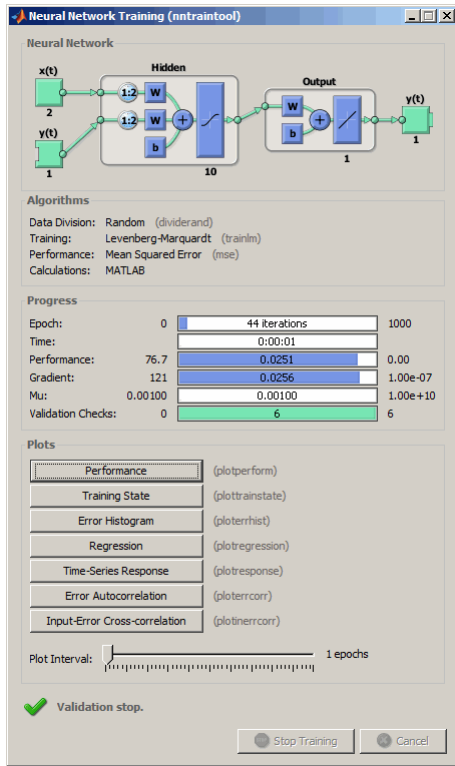 Neural Network Training (nntraintool)
Neural Network
Hidden
Output
x(t)
2
y(t)
1
1:2
W
1:2
W
b
+
10
W
b
+
1
y(t)
1
Algorithms
Data Division: Random (dividerand)
Training: Levenberg-Marquardt (trainlm)
Performance: Mean Squared Error (mse)
Calculations: MATLAB
Progress
Epoch: 0 44 iterations 1000
Time: 0:00:01
Performance: 76.7 0.0251 0.00
Gradient: 121 0.0256 1.00e-07
Mu: 0.00100 0.00100 1.00e+10
Validation Checks: 0 6 6
Plots
Performance (plotperform)
Training State (plottrainstate)
Error Histogram (ploterrhist)
Regression (plotregression)
Time-Series Response (plotresponse)
Error Autocorrelation (ploterrcorr)
Input-Error Cross-correlation (plotinerrcorr)
Plot Interval: 1 epochs
Validation stop.
Stop Training Cancel